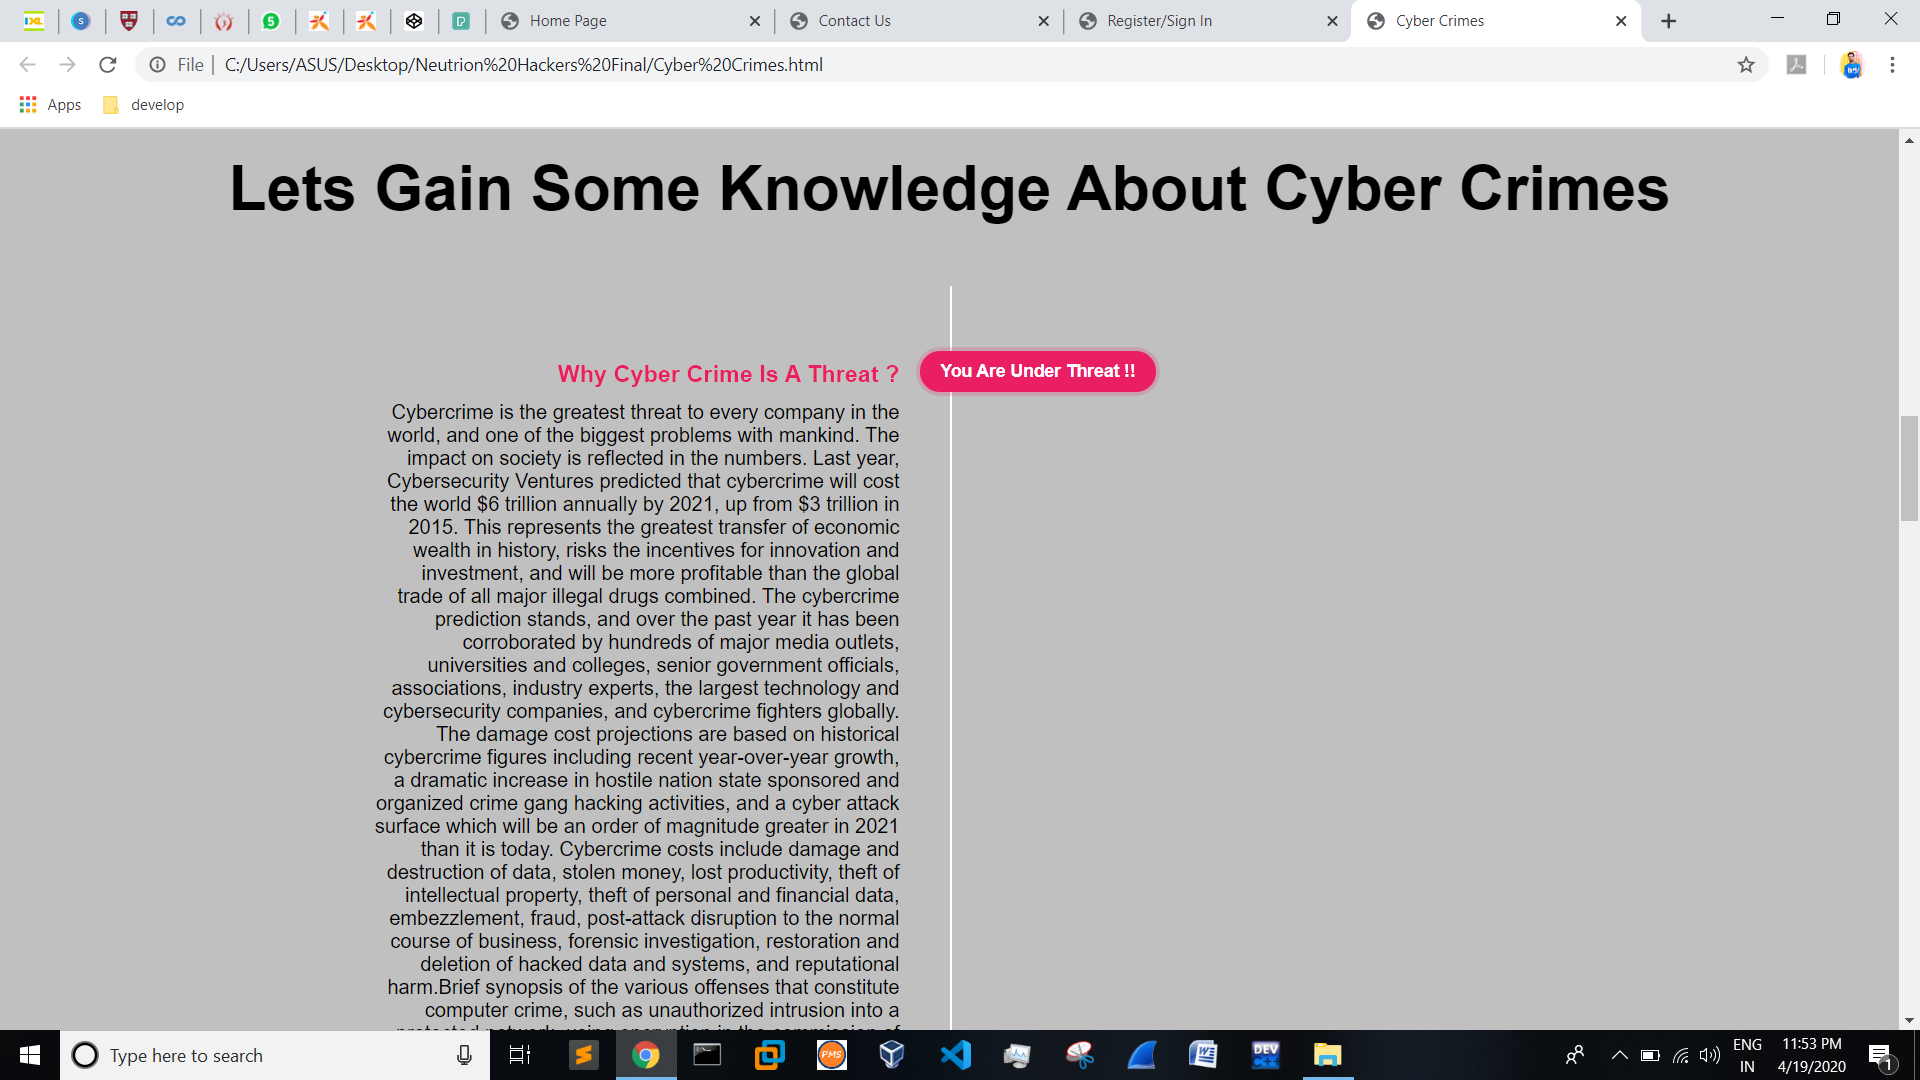 Home Page
Contact Us
Register/Sign In
Cyber Crimes
File
C:/Users/ASUS/Desktop/Neutrion%20Hackers%20Final/Cyber%20Crimes.html
Apps
develop
Lets Gain Some Knowledge About Cyber Crimes
Why Cyber Crime Is A Threat ?
You Are Under Threat !!
Cybercrime is the greatest threat to every company in the
world, and one of the biggest problems with mankind. The
impact on society is reflected in the numbers. Last year,
Cybersecurity Ventures predicted that cybercrime will cost
the world $6 trillion annually by 2021, up from $3 trillion in
2015. This represents the greatest transfer of economic
wealth in history, risks the incentives for innovation and
investment, and will be more profitable than the global
trade of all major illegal drugs combined. The cybercrime
prediction stands, and over the past year it has been
corroborated by hundreds of major media outlets,
universities and colleges, senior government officials,
associations, industry experts, the largest technology and
cybersecurity companies, and cybercrime fighters globally.
The damage cost projections are based on historical
cybercrime figures including recent year-over-year growth,
a dramatic increase in hostile nation state sponsored and
organized crime gang hacking activities, and a cyber attack
surface which will be an order of magnitude greater in 2021
than it is today. Cybercrime costs include damage and
destruction of data, stolen money, lost productivity, theft of
intellectual property, theft of personal and financial data,
embezzlement, fraud, post-attack disruption to the normal
course of business, forensic investigation, restoration and
deletion of hacked data and systems, and reputational
harm.Brief synopsis of the various offenses that constitute
computer crime, such as unauthorized intrusion into a
protected network, using encryption in the commission of
Type here to search
ENG
IN
11:53 PM
4/19/2020
1